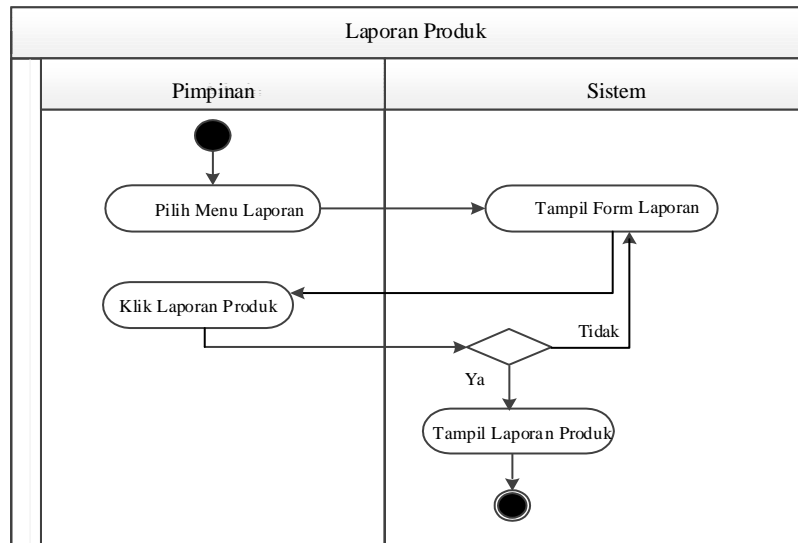 Laporan Produk
Pimpinan
Sistem
Pilih Menu Laporan
Tampil Form Laporan
Klik Laporan Produk
Tidak
Ya
Tampil Laporan Produk